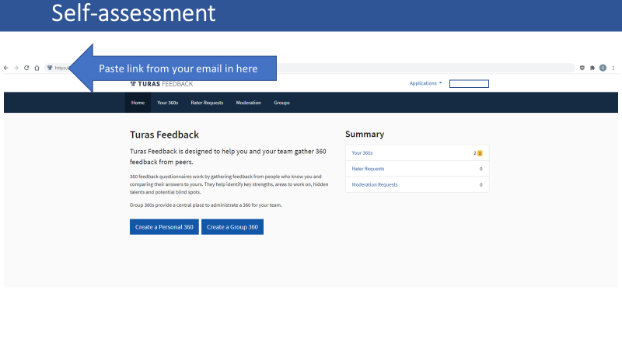 Self-assessment
https:/
Paste link from your email in here
TURAS FEEDBACK
Applications
Home Your 360s Rater Requests Moderation Groups
Turas Feedback
Turas Feedback is designed to help you and your team gather 360
feedback from peers.
360 feedback questionnaires work by gathering feedback from people who know you and
comparing their answers to yours. They help identify key strengths, areas to work on, hidden
talents and potential blind spots.
Group 360s provide a central place to administrate a 360 for your team.
Create a Personal 360 Create a Group 360
Summary
Your 360s 2
Rater Requests 0
Moderation Requests 0